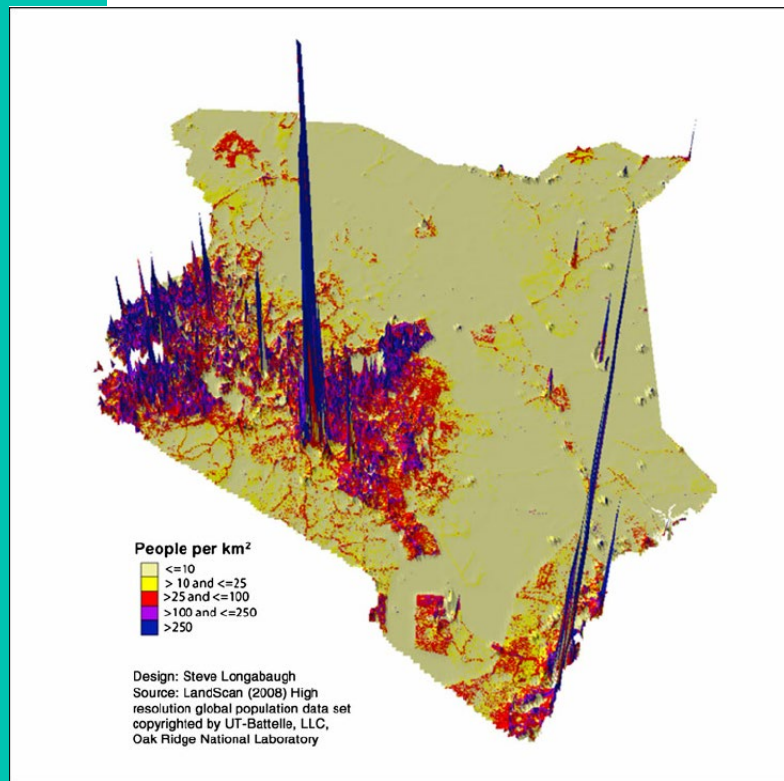 People per km²
<=10
> 10 and <=25
>25 and <=100
>100 and <=250
>250
Design: Steve Longabaugh
Source: LandScan (2008) High
resolution global population data set
copyrighted by UT-Battelle, LLC,
Oak Ridge National Laboratory